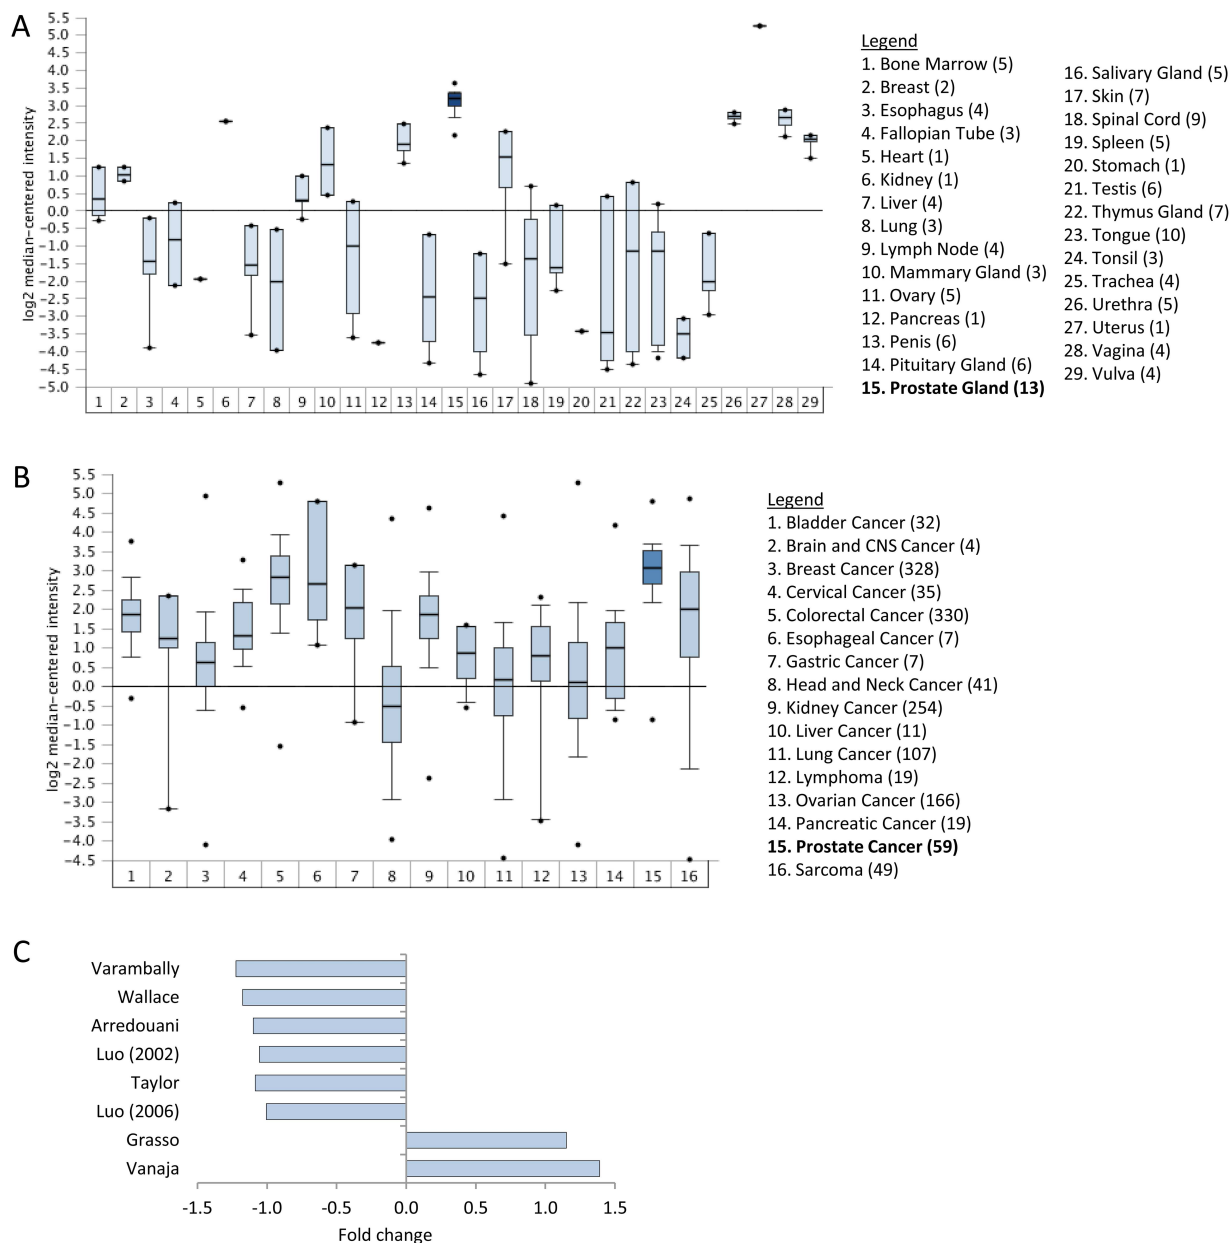 A
5.5
5.0
4.5
4.0
3.5
3.0
2.5
2.0
1.5
1.0
0.5
0.0
−0.5
−1.0
−1.5
−2.0
−2.5
−3.0
−3.5
−4.0
−4.5
−5.0
log2 median-centered intensity
1 2 3 4 5 6 7 8 9 10 11 12 13 14 15 16 17 18 19 20 21 22 23 24 25 26 27 28 29
Legend
1. Bone Marrow (5)
2. Breast (2)
3. Esophagus (4)
4. Fallopian Tube (3)
5. Heart (1)
6. Kidney (1)
7. Liver (4)
8. Lung (3)
9. Lymph Node (4)
10. Mammary Gland (3)
11. Ovary (5)
12. Pancreas (1)
13. Penis (6)
14. Pituitary Gland (6)
15. Prostate Gland (13)
16. Salivary Gland (5)
17. Skin (7)
18. Spinal Cord (9)
19. Spleen (5)
20. Stomach (1)
21. Testis (6)
22. Thymus Gland (7)
23. Tongue (10)
24. Tonsil (3)
25. Trachea (4)
26. Urethra (5)
27. Uterus (1)
28. Vagina (4)
29. Vulva (4)
B
5.5
5.0
4.5
4.0
3.5
3.0
2.5
2.0
1.5
1.0
0.5
0.0
−0.5
−1.0
−1.5
−2.0
−2.5
−3.0
−3.5
−4.0
−4.5
log2 median-centered intensity
1 2 3 4 5 6 7 8 9 10 11 12 13 14 15 16
Legend
1. Bladder Cancer (32)
2. Brain and CNS Cancer (4)
3. Breast Cancer (328)
4. Cervical Cancer (35)
5. Colorectal Cancer (330)
6. Esophageal Cancer (7)
7. Gastric Cancer (7)
8. Head and Neck Cancer (41)
9. Kidney Cancer (254)
10. Liver Cancer (11)
11. Lung Cancer (107)
12. Lymphoma (19)
13. Ovarian Cancer (166)
14. Pancreatic Cancer (19)
15. Prostate Cancer (59)
16. Sarcoma (49)
C
Varambally
Wallace
Arredouani
Luo (2002)
Taylor
Luo (2006)
Grasso
Vanaja
-1.5 -1.0 -0.5 0.0 0.5 1.0 1.5
Fold change